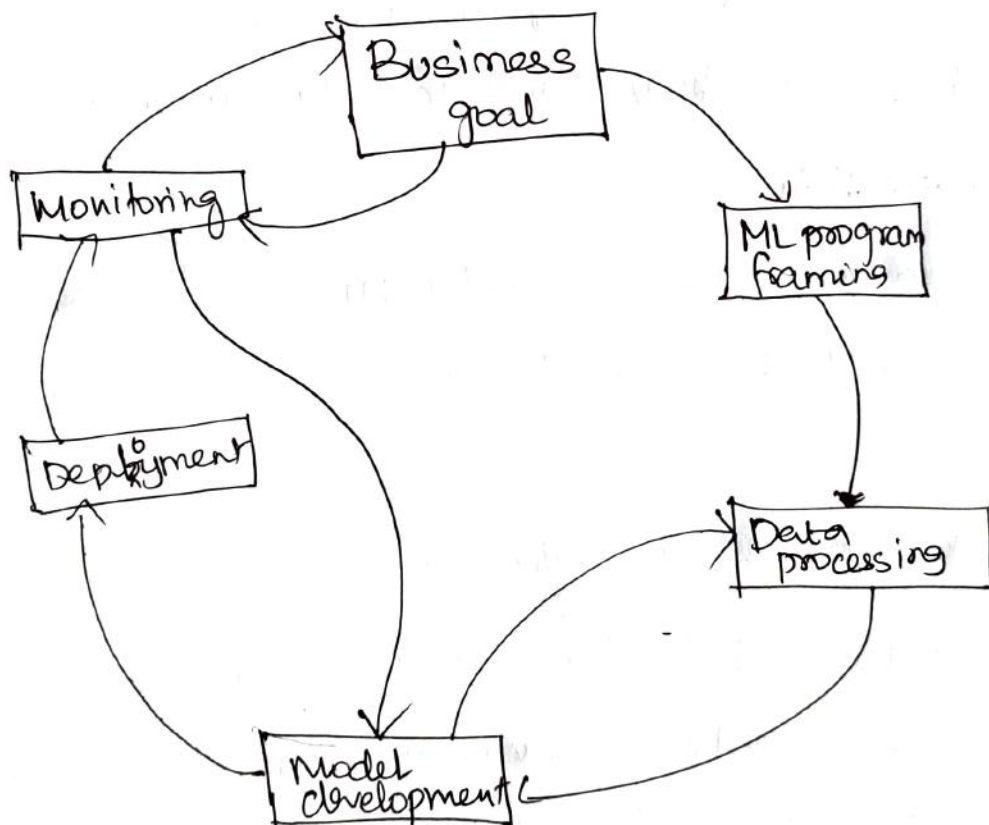 Business
goal
Monitoring
ML program
framing
Deployment
Data
processing
Model
development